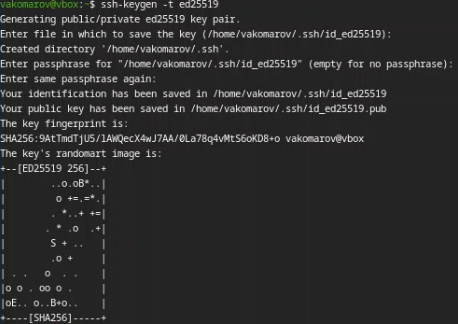 vakomarov@vbox:~$ ssh-keygen -t ed25519
Generating public/private ed25519 key pair.
Enter file in which to save the key (/home/vakomarov/.ssh/id_ed25519):
Created directory '/home/vakomarov/.ssh'.
Enter passphrase for "/home/vakomarov/.ssh/id_ed25519" (empty for no passphrase):
Enter same passphrase again:
Your identification has been saved in /home/vakomarov/.ssh/id_ed25519
Your public key has been saved in /home/vakomarov/.ssh/id_ed25519.pub
The key fingerprint is:
SHA256:9AtTmdTjU5/lAWQecX4wJ7AA/0La78q4vMtS6oKD8+o vakomarov@vbox
The key's randomart image is:
+--[ED25519 256]--+
|        ..o.oB*..|
|         o +=.=*.|
|        . *..+ +=|
|       . * .o  .+|
|        S + ..   |
|        .o +     |
| . .   o  . .    |
|o o . oo o .     |
|oE.. o..B+o..    |
+----[SHA256]-----+